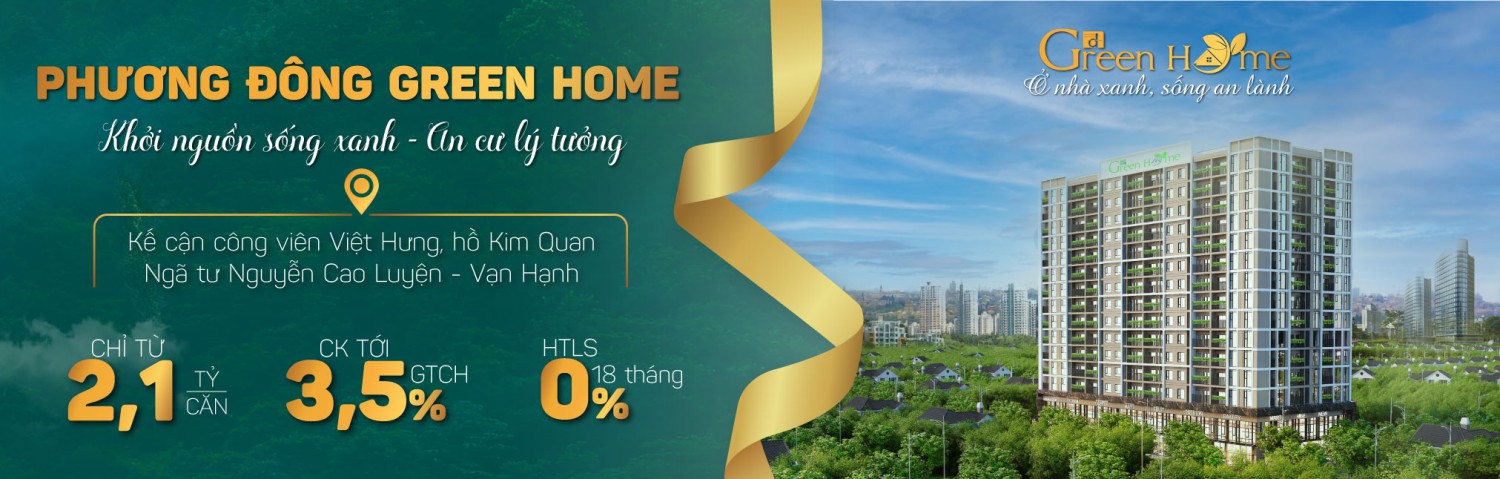 PHƯƠNG ĐÔNG GREEN HOME
Khởi nguồn sống xanh - An cư lý tưởng
Kế cận công viên Việt Hưng, hồ Kim Quan
Ngã tư Nguyễn Cao Luyện - Vạn Hạnh
CHỈ TỪ
2,1 TỶ
CĂN
CK TỚI
3,5% GTCH
HTLS
0% 18 tháng
Green Home
Ở nhà xanh, sống an lành
Green Home